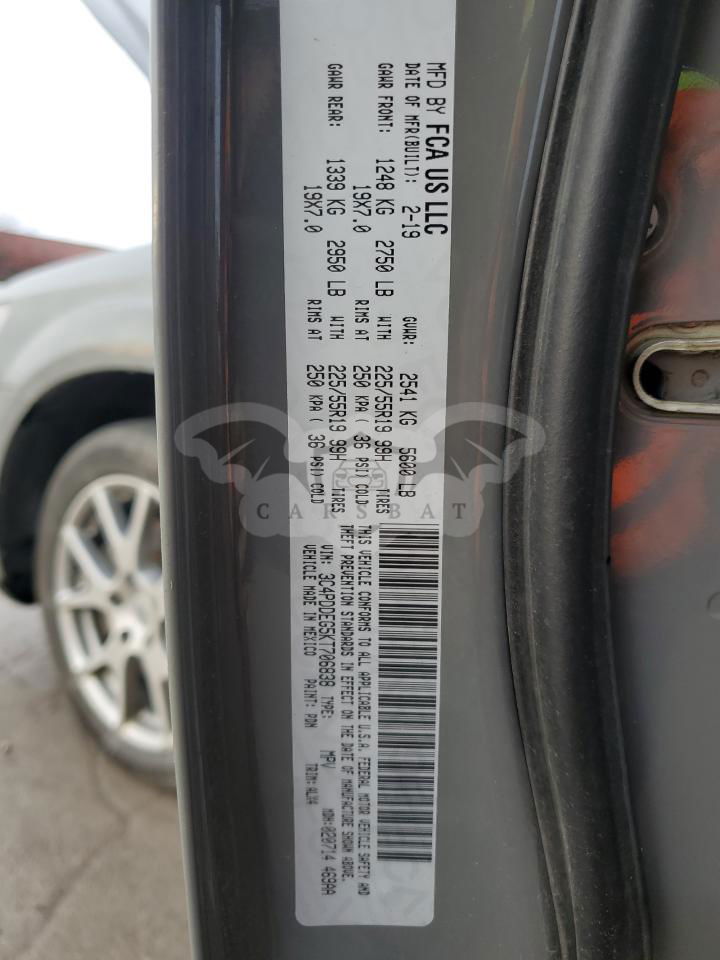 MFD BY FCA US LLC
DATE OF MFR(BUILT): 2-19 GVWR: 2541 KG 5600 LB
GAWR FRONT: 1248 KG 2750 LB WITH 225/55R19 99H TIRES
19X7.0 RIMS AT 250 KPA ( 36 PSI) COLD
GAWR REAR: 1339 KG 2950 LB WITH 225/55R19 99H TIRES
19X7.0 RIMS AT 250 KPA ( 36 PSI) COLD
THIS VEHICLE CONFORMS TO ALL APPLICABLE U.S.A. FEDERAL MOTOR VEHICLE SAFETY AND
THEFT PREVENTION STANDARDS IN EFFECT ON THE DATE OF MANUFACTURE SHOWN ABOVE.
VIN: 3C4PDDEG5KT706838 TYPE: MPV MDH:020714 469AA
VEHICLE MADE IN MEXICO PAINT: PDN TRIM:ALX4
CARSBAT